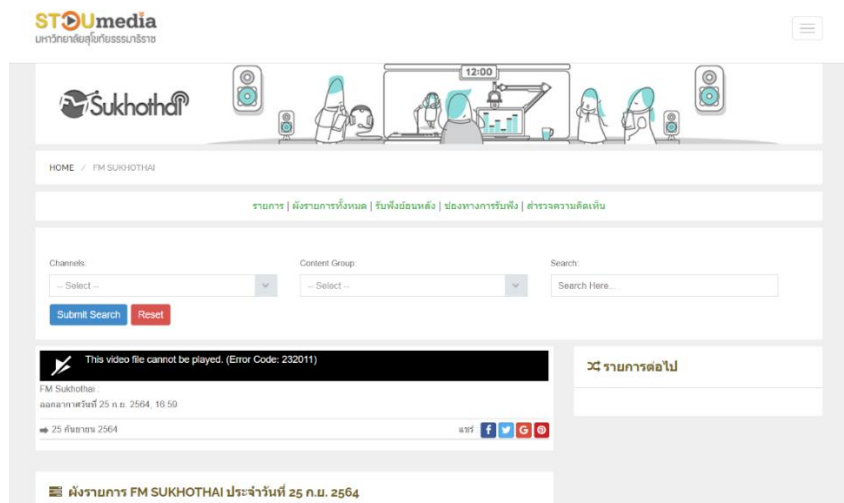 STOUmedia
มหาวิทยาลัยสุโขทัยธรรมาธิราช
Sukhothai
12:00
HOME / FM SUKHOTHAI
รายการ | ผังรายการทั้งหมด | รับฟังย้อนหลัง | ช่องทางการรับฟัง | สำรวจความคิดเห็น
Channels: Content Group: Search:
-- Select -- -- Select -- Search Here...
Submit Search Reset
This video file cannot be played. (Error Code: 232011)
รายการต่อไป
FM Sukhothai :
ออกอากาศวันที่ 25 ก.ย. 2564, 16:59
25 กันยายน 2564 แชร์
ผังรายการ FM SUKHOTHAI ประจำวันที่ 25 ก.ย. 2564